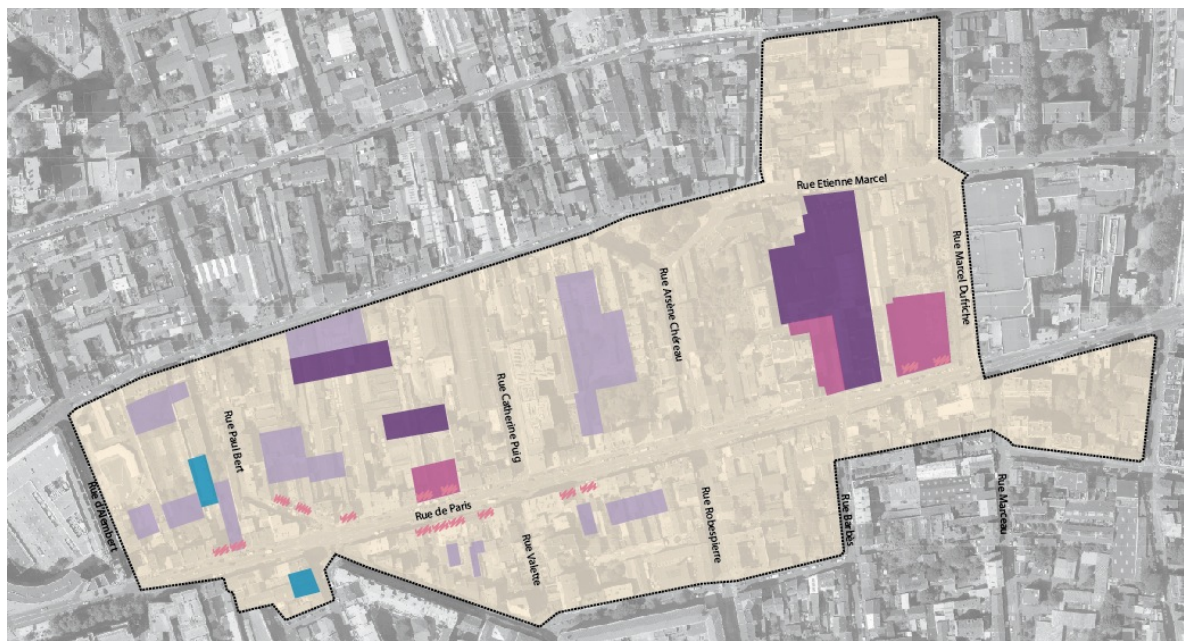 Rue Etienne Marcel
Rue Marcel Dufriche
Rue Arsène Chéreau
Rue Catherine Puig
Rue Paul Bert
Rue d'Alembert
Rue de Paris
Rue Valette
Rue Robespierre
Rue Barbès
Rue Marceau